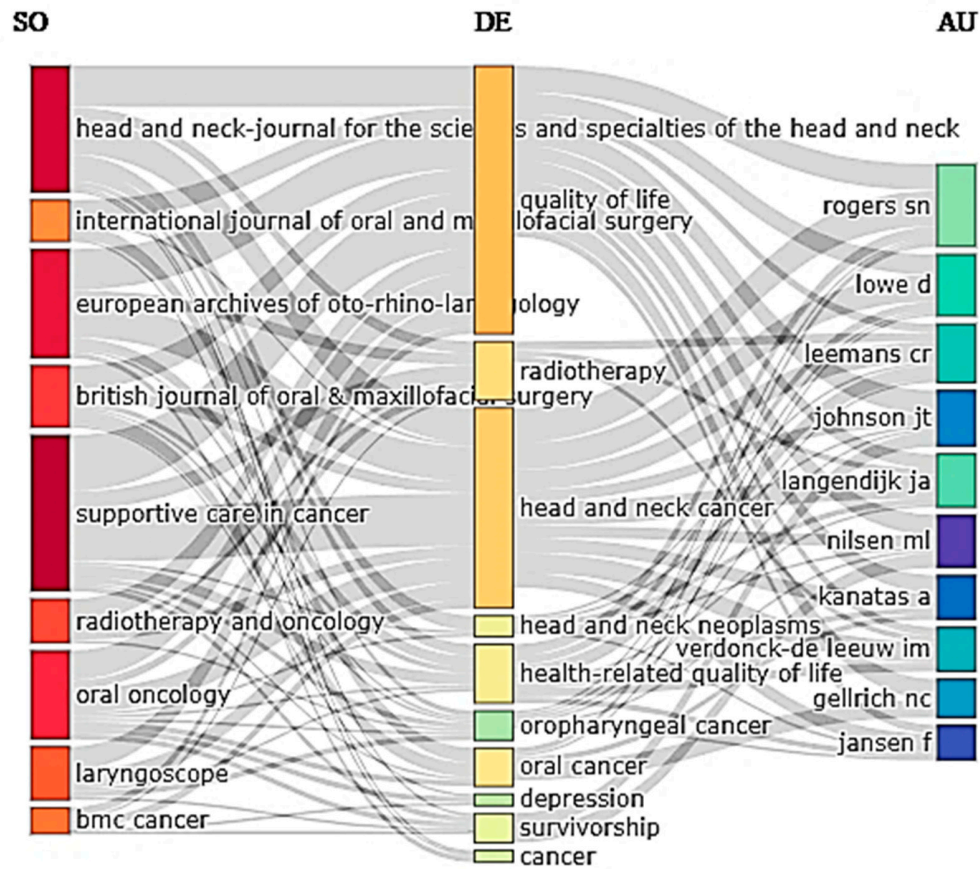 SO
DE
AU
head and neck-journal for the scie s and specialties of the head and neck
international journal of oral and m llofacial surgery
european archives of oto-rhino-lar gology
british journal of oral & maxillofacial surgery
supportive care in cancer
radiotherapy and oncology
oral oncology
laryngoscope
bmc cancer
quality of life
radiotherapy
head and neck cancer
head and neck neoplasms
health-related quality of life
oropharyngeal cancer
oral cancer
depression
survivorship
cancer
rogers sn
lowe d
leemans cr
johnson jt
langendijk ja
nilsen ml
kanatas a
verdonck-de leeuw im
gellrich nc
jansen f